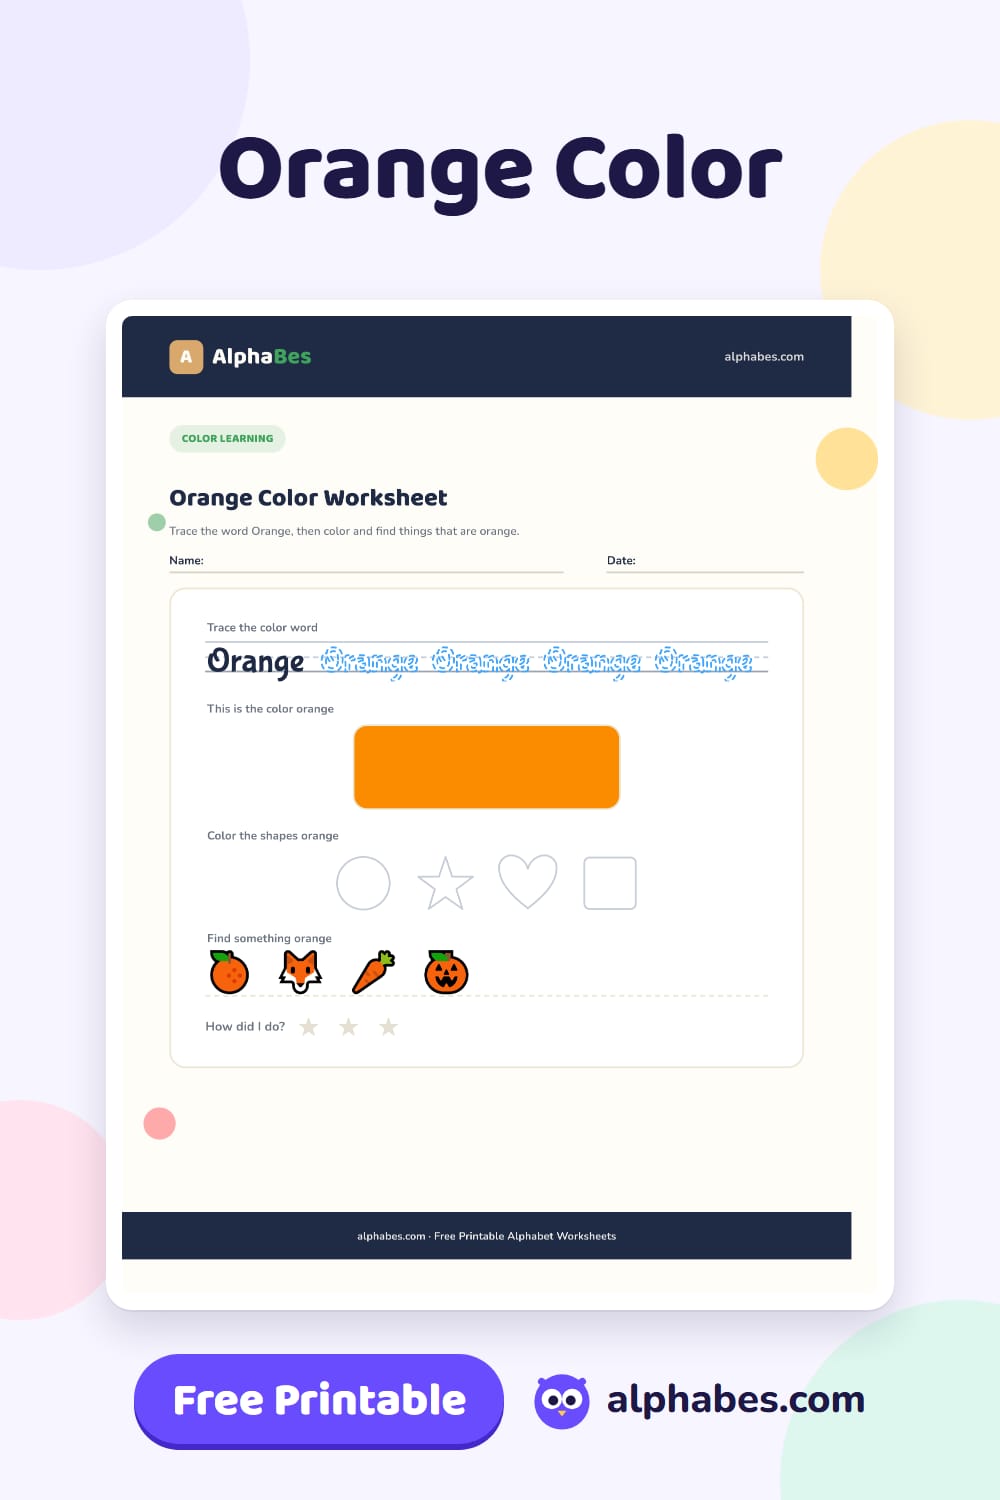 Orange Color
A AlphaBes
alphabes.com
COLOR LEARNING
Orange Color Worksheet
Trace the word Orange, then color and find things that are orange.
Name: Date:
Trace the color word
Orange Orange Orange Orange Orange
This is the color orange
Color the shapes orange
Find something orange
How did I do?
alphabes.com · Free Printable Alphabet Worksheets
Free Printable
alphabes.com